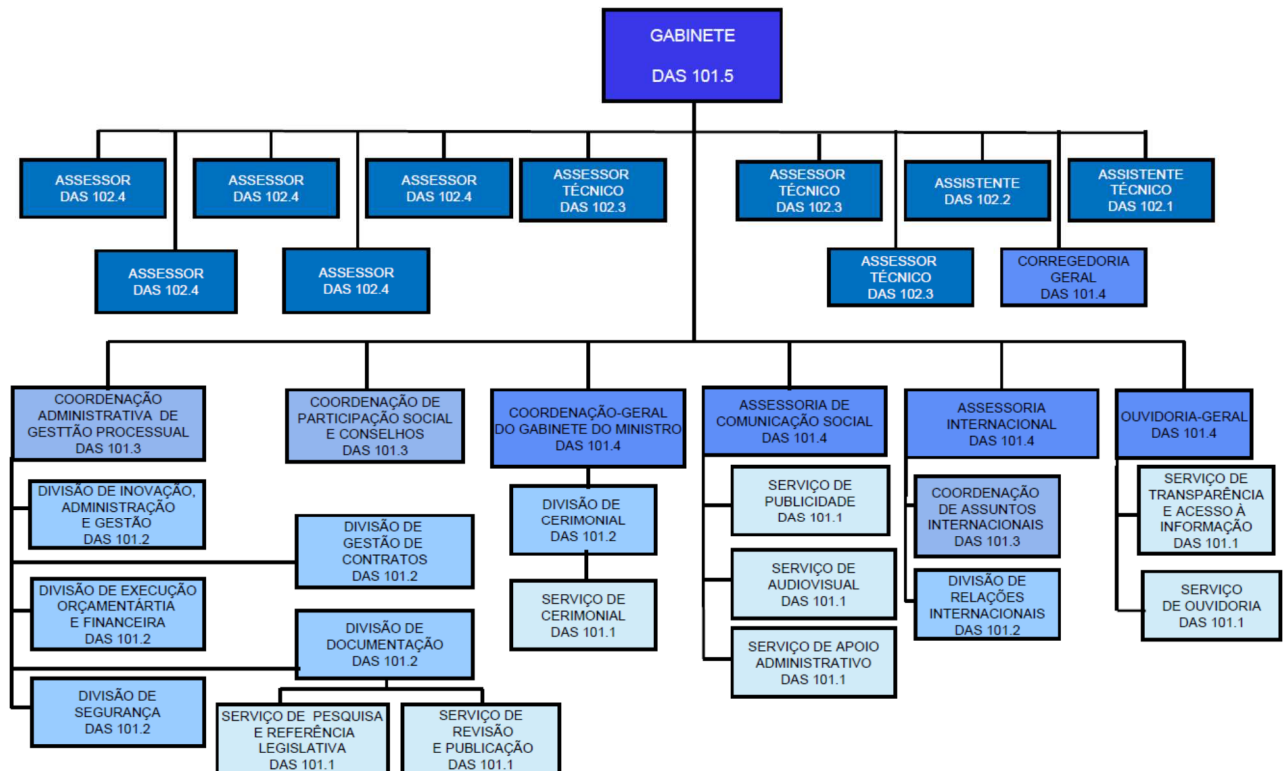 GABINETE
DAS 101.5
ASSESSOR
DAS 102.4
ASSESSOR
DAS 102.4
ASSESSOR
DAS 102.4
ASSESSOR
TÉCNICO
DAS 102.3
ASSESSOR
TÉCNICO
DAS 102.3
ASSISTENTE
DAS 102.2
ASSISTENTE
TÉCNICO
DAS 102.1
ASSESSOR
DAS 102.4
ASSESSOR
DAS 102.4
ASSESSOR
TÉCNICO
DAS 102.3
CORREGEDORIA
GERAL
DAS 101.4
COORDENAÇÃO
ADMINISTRATIVA DE
GESTTÃO PROCESSUAL
DAS 101.3
COORDENAÇÃO DE
PARTICIPAÇÃO SOCIAL
E CONSELHOS
DAS 101.3
COORDENAÇÃO-GERAL
DO GABINETE DO MINISTRO
DAS 101.4
ASSESSORIA DE
COMUNICAÇÃO SOCIAL
DAS 101.4
ASSESSORIA
INTERNACIONAL
DAS 101.4
OUVIDORIA-GERAL
DAS 101.4
DIVISÃO DE INOVAÇÃO,
ADMINISTRAÇÃO
E GESTÃO
DAS 101.2
DIVISÃO DE
GESTÃO DE
CONTRATOS
DAS 101.2
DIVISÃO DE EXECUÇÃO
ORÇAMENTÁRTIA
E FINANCEIRA
DAS 101.2
DIVISÃO DE
DOCUMENTAÇÃO
DAS 101.2
DIVISÃO DE
SEGURANÇA
DAS 101.2
SERVIÇO DE PESQUISA
E REFERÊNCIA
LEGISLATIVA
DAS 101.1
SERVIÇO DE
REVISÃO
E PUBLICAÇÃO
DAS 101.1
DIVISÃO DE
CERIMONIAL
DAS 101.2
SERVIÇO DE
CERIMONIAL
DAS 101.1
SERVIÇO DE
PUBLICIDADE
DAS 101.1
SERVIÇO DE
AUDIOVISUAL
DAS 101.1
SERVIÇO DE APOIO
ADMINISTRATIVO
DAS 101.1
COORDENAÇÃO
DE ASSUNTOS
INTERNACIONAIS
DAS 101.3
DIVISÃO DE
RELAÇÕES
INTERNACIONAIS
DAS 101.2
SERVIÇO DE
TRANSPARÊNCIA
E ACESSO À
INFORMAÇÃO
DAS 101.1
SERVIÇO
DE OUVIDORIA
DAS 101.1